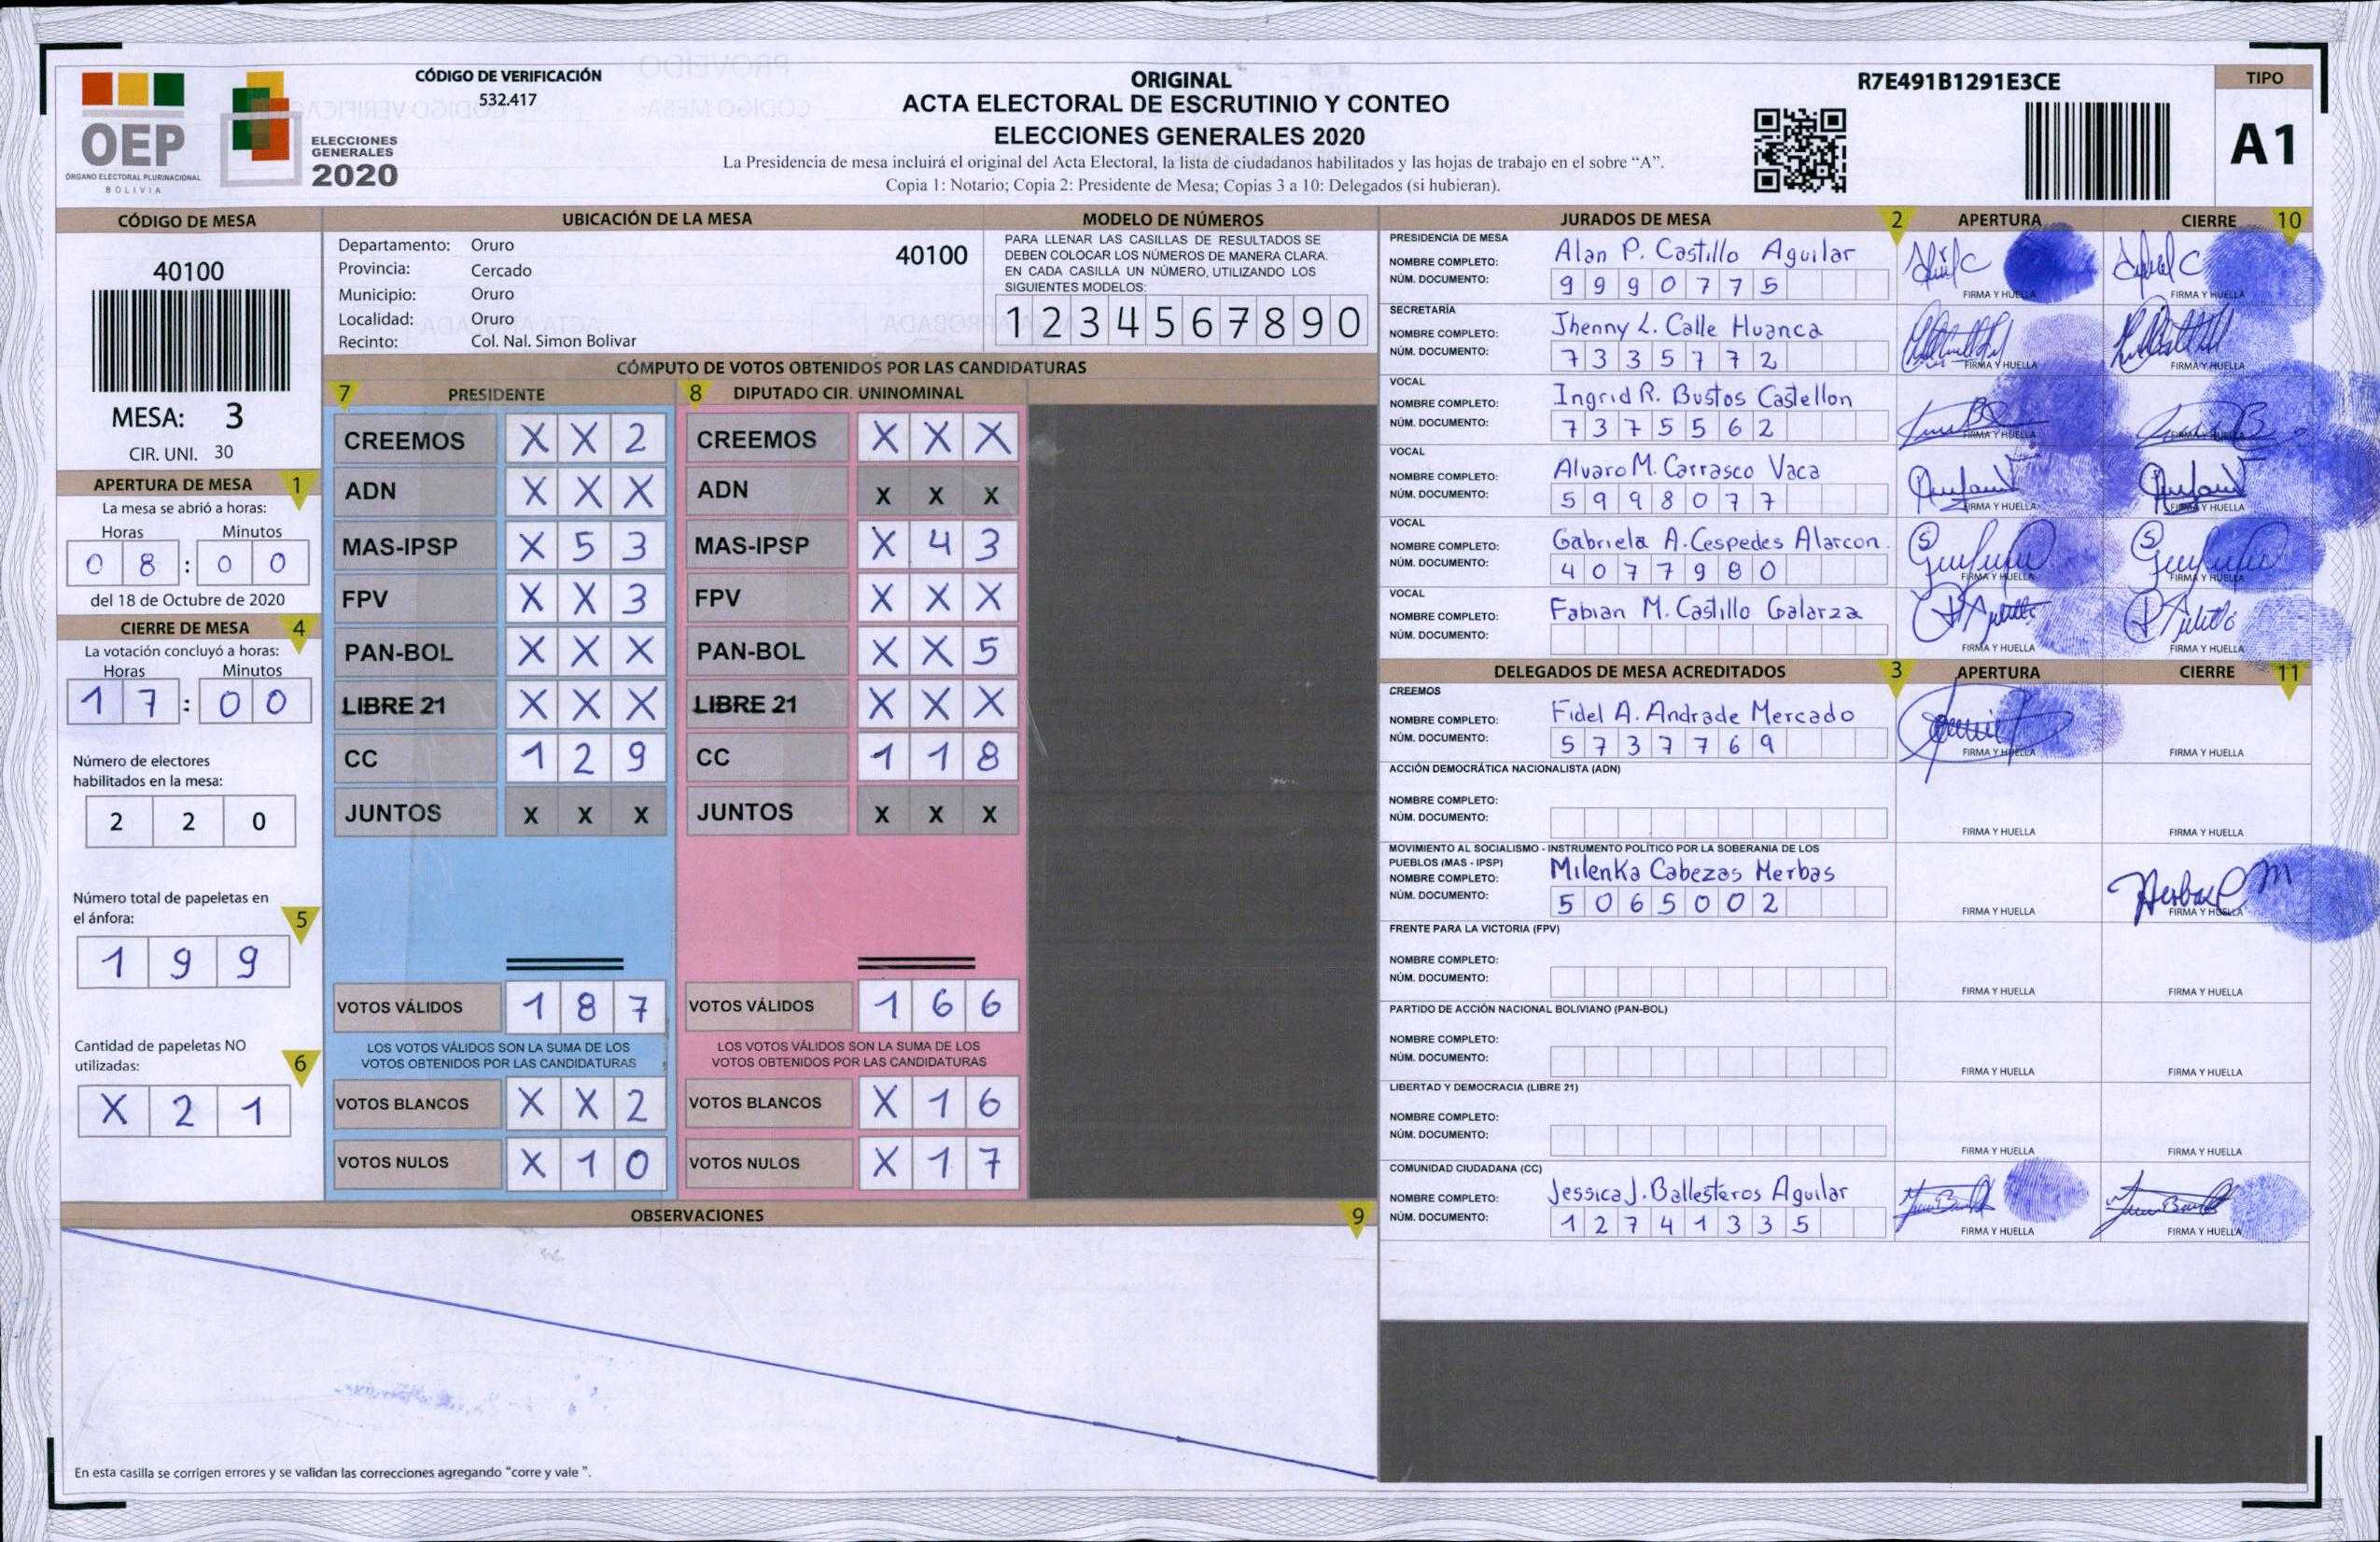 CÓDIGO DE VERIFICACIÓN
532.417
OEP
ÓRGANO ELECTORAL PLURINACIONAL
BOLIVIA
ELECCIONES
GENERALES
2020
ORIGINAL
ACTA ELECTORAL DE ESCRUTINIO Y CONTEO
ELECCIONES GENERALES 2020
La Presidencia de mesa incluirá el original del Acta Electoral, la lista de ciudadanos habilitados y las hojas de trabajo en el sobre “A”.
Copia 1: Notario; Copia 2: Presidente de Mesa; Copias 3 a 10: Delegados (si hubieran).
R7E491B1291E3CE
TIPO
A1
CÓDIGO DE MESA
40100
MESA: 3
CIR. UNI. 30
APERTURA DE MESA 1
La mesa se abrió a horas:
Horas Minutos
0 8 : 0 0
del 18 de Octubre de 2020
CIERRE DE MESA 4
La votación concluyó a horas:
Horas Minutos
1 7 : 0 0
Número de electores
habilitados en la mesa:
2 2 0
Número total de papeletas en
el ánfora: 5
1 9 9
Cantidad de papeletas NO
utilizadas: 6
X 2 1
UBICACIÓN DE LA MESA
Departamento: Oruro
40100
Provincia: Cercado
Municipio: Oruro
Localidad: Oruro
Recinto: Col. Nal. Simon Bolivar
MODELO DE NÚMEROS
PARA LLENAR LAS CASILLAS DE RESULTADOS SE
DEBEN COLOCAR LOS NÚMEROS DE MANERA CLARA.
EN CADA CASILLA UN NÚMERO, UTILIZANDO LOS
SIGUIENTES MODELOS:
1 2 3 4 5 6 7 8 9 0
CÓMPUTO DE VOTOS OBTENIDOS POR LAS CANDIDATURAS
7 PRESIDENTE
CREEMOS X X 2
ADN X X X
MAS-IPSP X 5 3
FPV X X 3
PAN-BOL X X X
LIBRE 21 X X X
CC 1 2 9
JUNTOS X X X
VOTOS VÁLIDOS 1 8 7
LOS VOTOS VÁLIDOS SON LA SUMA DE LOS
VOTOS OBTENIDOS POR LAS CANDIDATURAS
VOTOS BLANCOS X X 2
VOTOS NULOS X 1 0
8 DIPUTADO CIR. UNINOMINAL
CREEMOS X X X
ADN X X X
MAS-IPSP X 4 3
FPV X X X
PAN-BOL X X 5
LIBRE 21 X X X
CC 1 1 8
JUNTOS X X X
VOTOS VÁLIDOS 1 6 6
LOS VOTOS VÁLIDOS SON LA SUMA DE LOS
VOTOS OBTENIDOS POR LAS CANDIDATURAS
VOTOS BLANCOS X 1 6
VOTOS NULOS X 1 7
OBSERVACIONES 9
En esta casilla se corrigen errores y se validan las correcciones agregando “corre y vale ”.
JURADOS DE MESA 2 APERTURA CIERRE 10
PRESIDENCIA DE MESA
NOMBRE COMPLETO: Alan P. Castillo Aguilar
NÚM. DOCUMENTO: 9 9 9 0 7 7 5
FIRMA Y HUELLA FIRMA Y HUELLA
SECRETARÍA
NOMBRE COMPLETO: Jhenny L. Calle Huanca
NÚM. DOCUMENTO: 7 3 3 5 7 7 2
FIRMA Y HUELLA FIRMA Y HUELLA
VOCAL
NOMBRE COMPLETO: Ingrid R. Bustos Castellon
NÚM. DOCUMENTO: 7 3 7 5 5 6 2
FIRMA Y HUELLA FIRMA Y HUELLA
VOCAL
NOMBRE COMPLETO: Alvaro M. Carrasco Vaca
NÚM. DOCUMENTO: 5 9 9 8 0 7 7
FIRMA Y HUELLA FIRMA Y HUELLA
VOCAL
NOMBRE COMPLETO: Gabriela A. Cespedes Alarcon.
NÚM. DOCUMENTO: 4 0 7 7 9 8 0
FIRMA Y HUELLA FIRMA Y HUELLA
VOCAL
NOMBRE COMPLETO: Fabian M. Castillo Galarza
NÚM. DOCUMENTO:
FIRMA Y HUELLA FIRMA Y HUELLA
DELEGADOS DE MESA ACREDITADOS 3 APERTURA CIERRE 11
CREEMOS
NOMBRE COMPLETO: Fidel A. Andrade Mercado
NÚM. DOCUMENTO: 5 7 3 7 7 6 9
FIRMA Y HUELLA FIRMA Y HUELLA
ACCIÓN DEMOCRÁTICA NACIONALISTA (ADN)
NOMBRE COMPLETO:
NÚM. DOCUMENTO:
FIRMA Y HUELLA FIRMA Y HUELLA
MOVIMIENTO AL SOCIALISMO - INSTRUMENTO POLÍTICO POR LA SOBERANIA DE LOS
PUEBLOS (MAS - IPSP)
NOMBRE COMPLETO: Milenka Cabezas Merbas
NÚM. DOCUMENTO: 5 0 6 5 0 0 2
FIRMA Y HUELLA FIRMA Y HUELLA
FRENTE PARA LA VICTORIA (FPV)
NOMBRE COMPLETO:
NÚM. DOCUMENTO:
FIRMA Y HUELLA FIRMA Y HUELLA
PARTIDO DE ACCIÓN NACIONAL BOLIVIANO (PAN-BOL)
NOMBRE COMPLETO:
NÚM. DOCUMENTO:
FIRMA Y HUELLA FIRMA Y HUELLA
LIBERTAD Y DEMOCRACIA (LIBRE 21)
NOMBRE COMPLETO:
NÚM. DOCUMENTO:
FIRMA Y HUELLA FIRMA Y HUELLA
COMUNIDAD CIUDADANA (CC)
NOMBRE COMPLETO: Jessica J. Ballesteros Aguilar
NÚM. DOCUMENTO: 1 2 7 4 1 3 3 5
FIRMA Y HUELLA FIRMA Y HUELLA